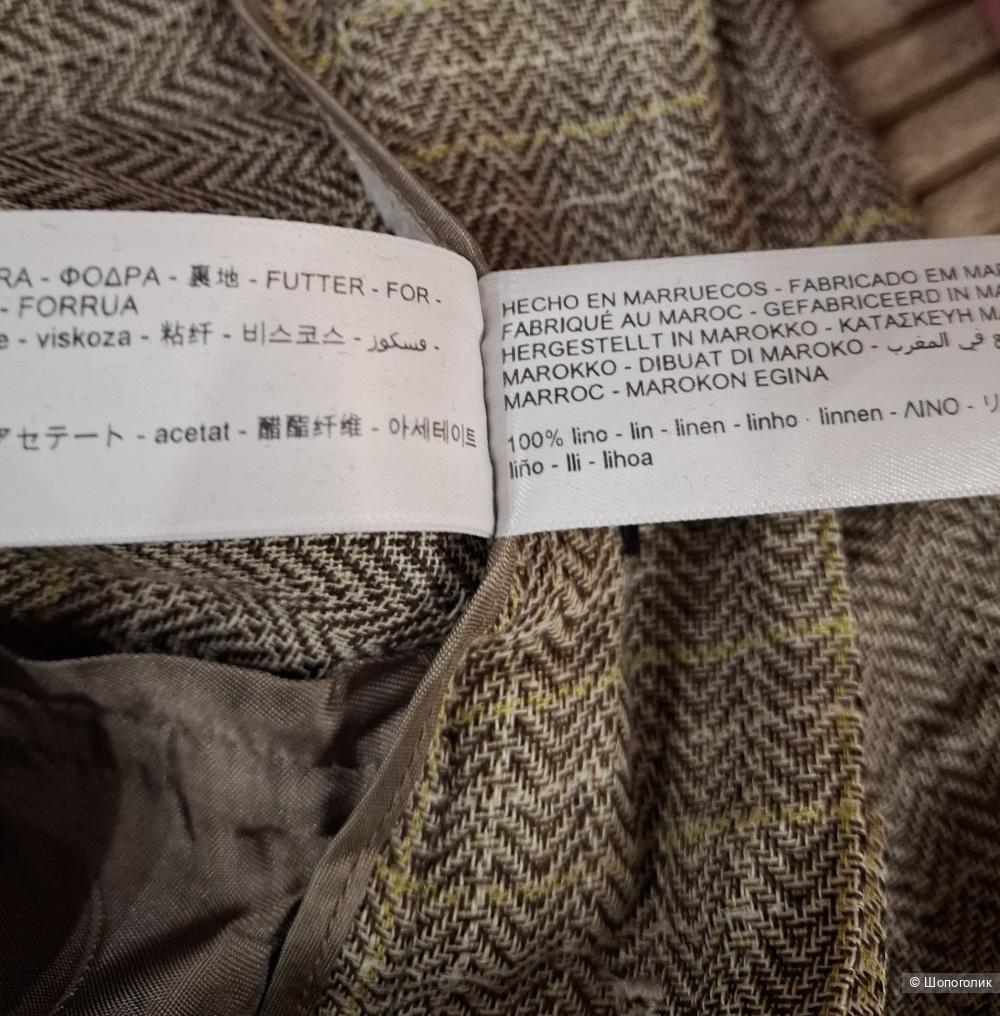 RA - ΦΟΔΡΑ - 裏地 - FUTTER - FOR -
- FORRUA
e - viskoza - 粘纤 - 비스코스 - فسكوز -
アセテート - acetat - 醋酯纤维 - 아세테이트
HECHO EN MARRUECOS - FABRICADO EM MAR
FABRIQUÉ AU MAROC - GEFABRICEERD IN MA
HERGESTELLT IN MAROKKO - ΚΑΤΑΣΚΕΥΗ ΜΑ
MAROKKO - DIBUAT DI MAROKO - ع في المغرب
MARROC - MAROKON EGINA
100% lino - lin - linen - linho - linnen - ΛΙΝΟ - リ
liño - lli - lihoa
© Шопоголик